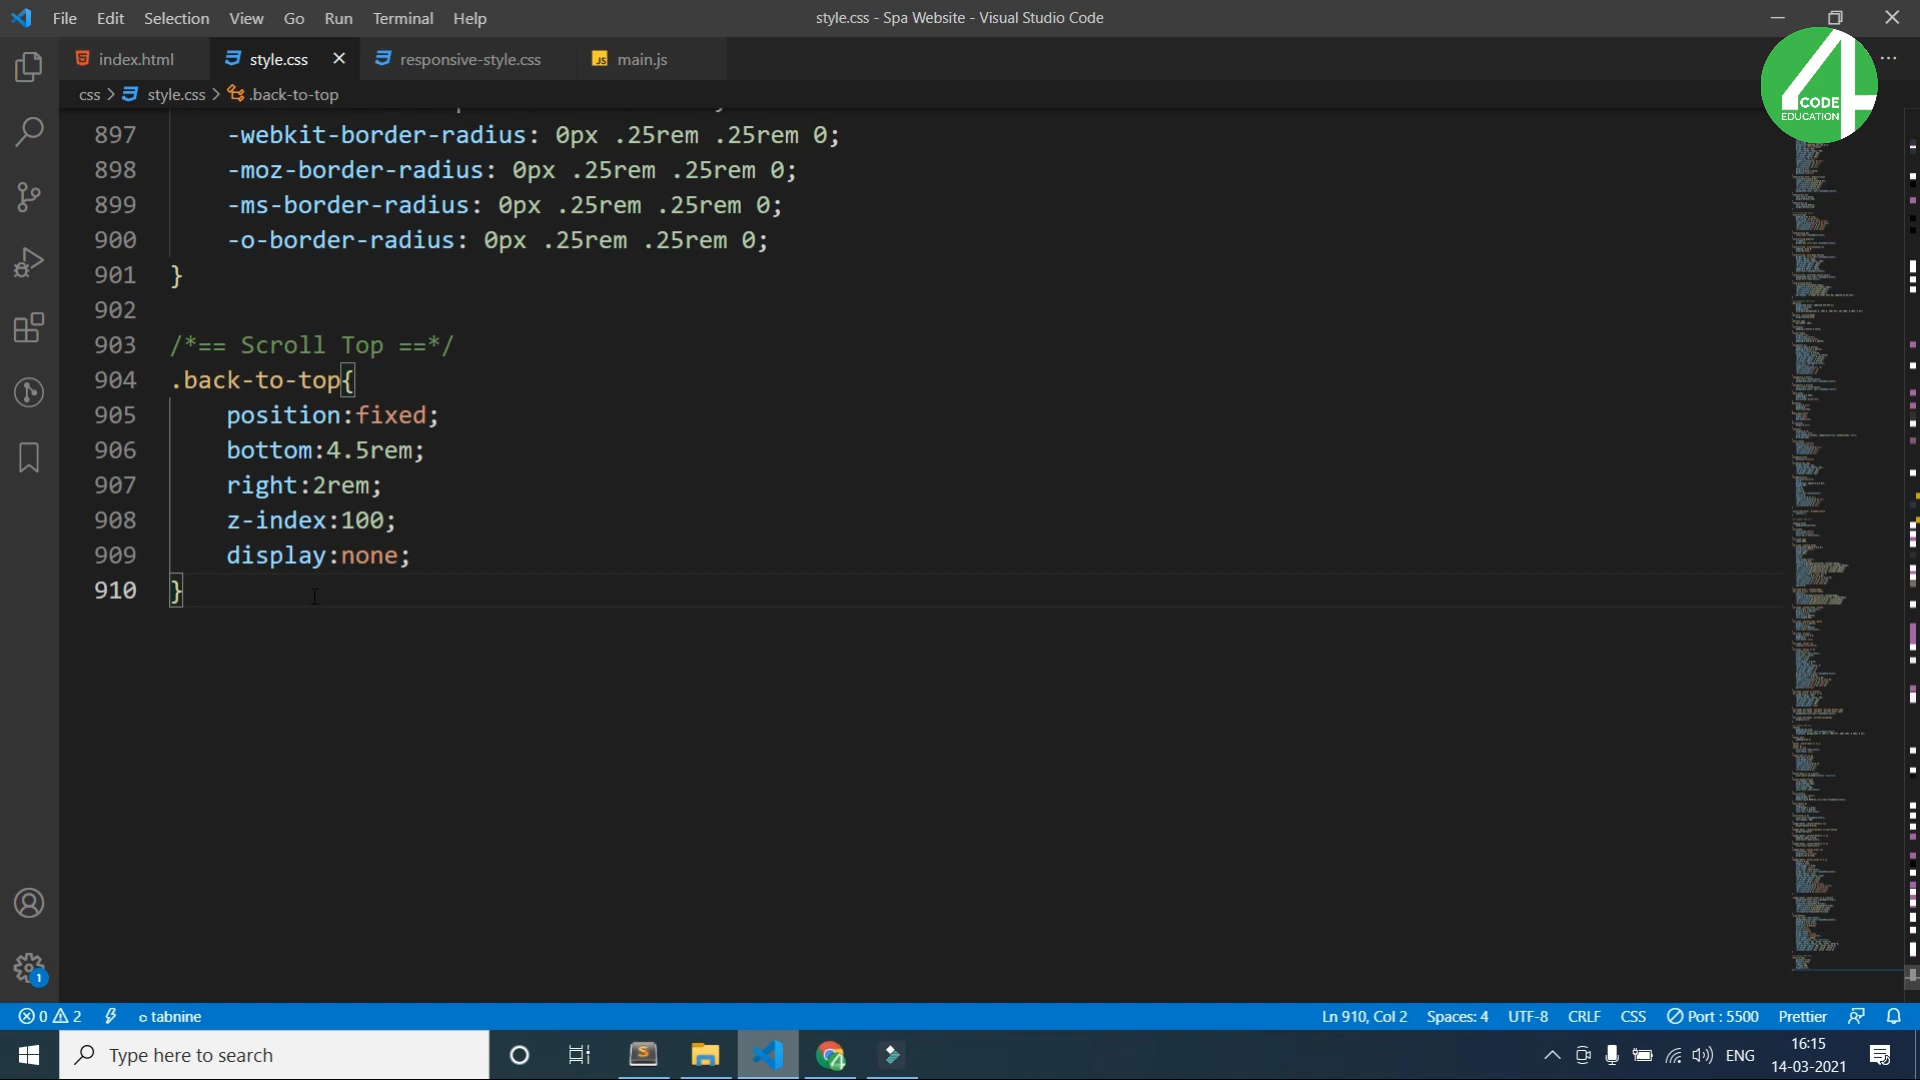 File Edit Selection View Go Run Terminal Help
style.css - Spa Website - Visual Studio Code
index.html style.css responsive-style.css JS main.js
css > style.css > .back-to-top
4 CODE EDUCATION
897 -webkit-border-radius: 0px .25rem .25rem 0;
898 -moz-border-radius: 0px .25rem .25rem 0;
899 -ms-border-radius: 0px .25rem .25rem 0;
900 -o-border-radius: 0px .25rem .25rem 0;
901 }
902
903 /*== Scroll Top ==*/
904 .back-to-top{
905 position:fixed;
906 bottom:4.5rem;
907 right:2rem;
908 z-index:100;
909 display:none;
910 }
1
0 2 tabnine Ln 910, Col 2 Spaces: 4 UTF-8 CRLF CSS Port : 5500 Prettier
Type here to search
ENG
16:15
14-03-2021